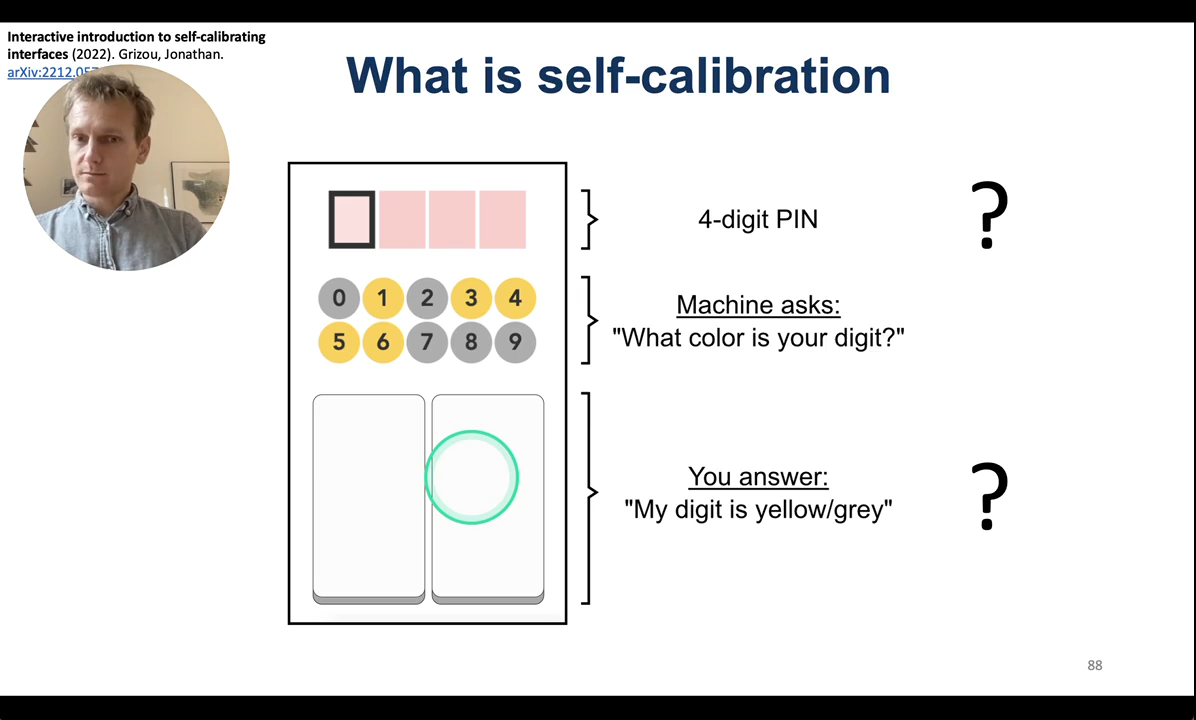 Interactive introduction to self-calibrating
interfaces (2022). Grizou, Jonathan.
What is self-calibration
4-digit PIN
?
0 1 2 3 4
5 6 7 8 9
Machine asks:
"What color is your digit?"
You answer:
"My digit is yellow/grey"
?
88